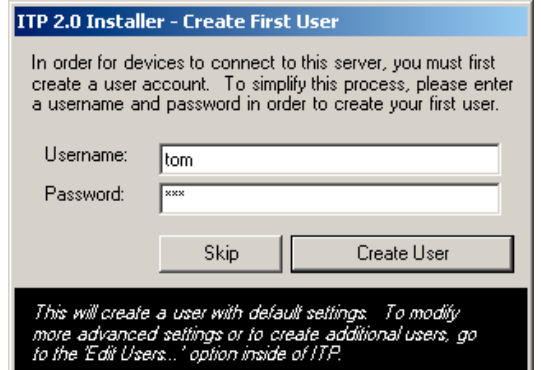 ITP 2.0 Installer - Create First User
In order for devices to connect to this server, you must first
create a user account. To simplify this process, please enter
a username and password in order to create your first user.
Username:
tom
Password:
***
Skip
Create User
This will create a user with default settings. To modify
more advanced settings or to create additional users, go
to the 'Edit Users...' option inside of ITP.